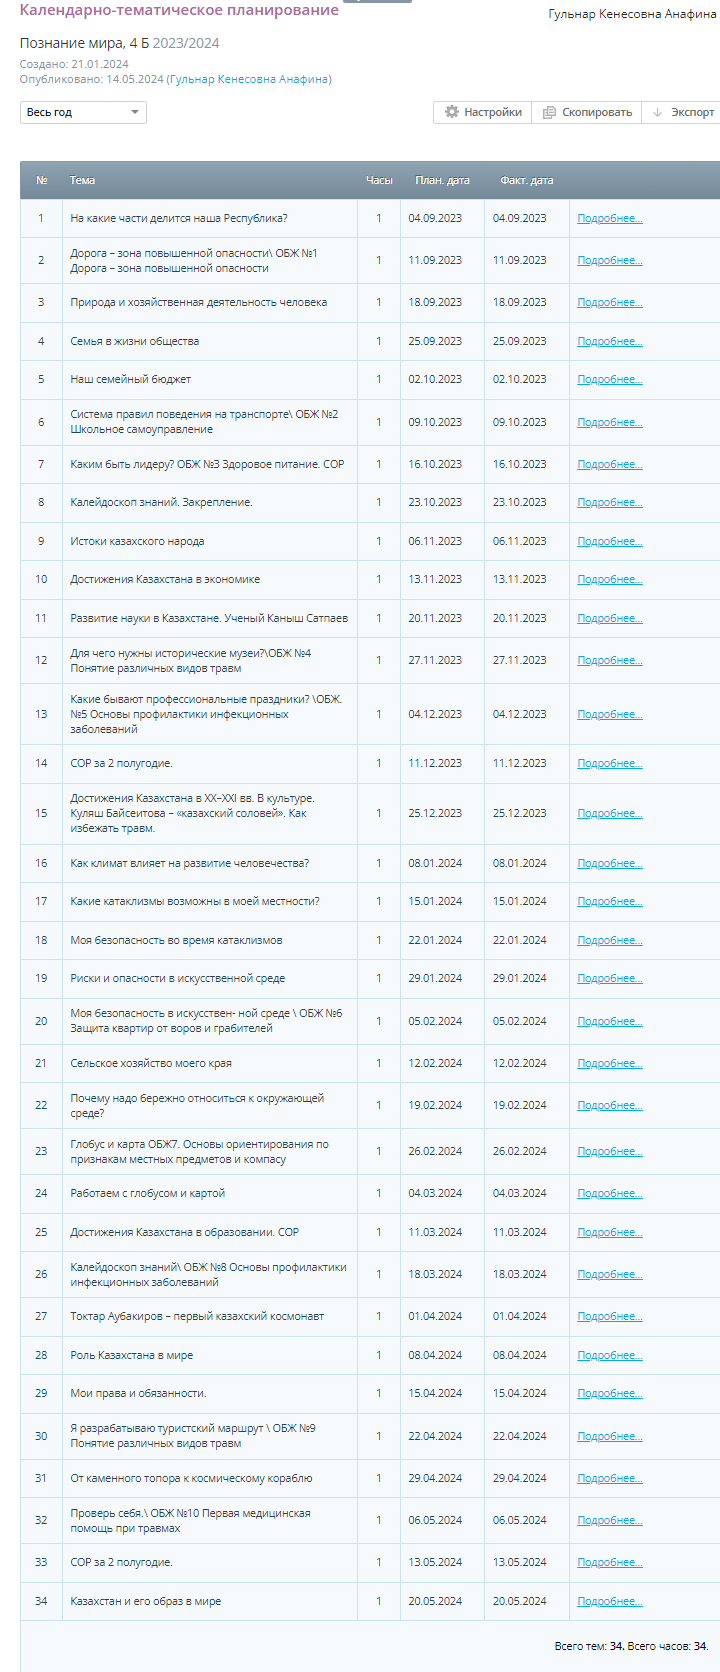 Календарно-тематическое планирование
Гульнар Кенесовна Анафина
Познание мира, 4 Б 2023/2024
Создано: 21.01.2024
Опубликовано: 14.05.2024 (Гульнар Кенесовна Анафина)
Весь год
Настройки Скопировать Экспорт
№ Тема Часы План. дата Факт. дата
1 На какие части делится наша Республика? 1 04.09.2023 04.09.2023 Подробнее...
Дорога – зона повышенной опасности\ ОБЖ №1
2 1 11.09.2023 11.09.2023 Подробнее...
Дорога – зона повышенной опасности
3 Природа и хозяйственная деятельность человека 1 18.09.2023 18.09.2023 Подробнее...
4 Семья в жизни общества 1 25.09.2023 25.09.2023 Подробнее...
5 Наш семейный бюджет 1 02.10.2023 02.10.2023 Подробнее...
Система правил поведения на транспорте\ ОБЖ №2
6 1 09.10.2023 09.10.2023 Подробнее...
Школьное самоуправление
7 Каким быть лидеру? ОБЖ №3 Здоровое питание. СОР 1 16.10.2023 16.10.2023 Подробнее...
8 Калейдоскоп знаний. Закрепление. 1 23.10.2023 23.10.2023 Подробнее...
9 Истоки казахского народа 1 06.11.2023 06.11.2023 Подробнее...
10 Достижения Казахстана в экономике 1 13.11.2023 13.11.2023 Подробнее...
11 Развитие науки в Казахстане. Ученый Каныш Сатпаев 1 20.11.2023 20.11.2023 Подробнее...
Для чего нужны исторические музеи?\ОБЖ №4
12 1 27.11.2023 27.11.2023 Подробнее...
Понятие различных видов травм
Какие бывают профессиональные праздники? \ОБЖ.
13 №5 Основы профилактики инфекционных 1 04.12.2023 04.12.2023 Подробнее...
заболеваний
14 СОР за 2 полугодие. 1 11.12.2023 11.12.2023 Подробнее...
Достижения Казахстана в XX–XXI вв. В культуре.
15 Куляш Байсеитова – «казахский соловей». Как 1 25.12.2023 25.12.2023 Подробнее...
избежать травм.
16 Как климат влияет на развитие человечества? 1 08.01.2024 08.01.2024 Подробнее...
17 Какие катаклизмы возможны в моей местности? 1 15.01.2024 15.01.2024 Подробнее...
18 Моя безопасность во время катаклизмов 1 22.01.2024 22.01.2024 Подробнее...
19 Риски и опасности в искусственной среде 1 29.01.2024 29.01.2024 Подробнее...
Моя безопасность в искусствен- ной среде \ ОБЖ №6
20 1 05.02.2024 05.02.2024 Подробнее...
Защита квартир от воров и грабителей
21 Сельское хозяйство моего края 1 12.02.2024 12.02.2024 Подробнее...
Почему надо бережно относиться к окружающей
22 1 19.02.2024 19.02.2024 Подробнее...
среде?
Глобус и карта ОБЖ7. Основы ориентирования по
23 1 26.02.2024 26.02.2024 Подробнее...
признакам местных предметов и компасу
24 Работаем с глобусом и картой 1 04.03.2024 04.03.2024 Подробнее...
25 Достижения Казахстана в образовании. СОР 1 11.03.2024 11.03.2024 Подробнее...
Калейдоскоп знаний\ ОБЖ №8 Основы профилактики
26 1 18.03.2024 18.03.2024 Подробнее...
инфекционных заболеваний
27 Токтар Аубакиров – первый казахский космонавт 1 01.04.2024 01.04.2024 Подробнее...
28 Роль Казахстана в мире 1 08.04.2024 08.04.2024 Подробнее...
29 Мои права и обязанности. 1 15.04.2024 15.04.2024 Подробнее...
Я разрабатываю туристский маршрут \ ОБЖ №9
30 1 22.04.2024 22.04.2024 Подробнее...
Понятие различных видов травм
31 От каменного топора к космическому кораблю 1 29.04.2024 29.04.2024 Подробнее...
Проверь себя.\ ОБЖ №10 Первая медицинская
32 1 06.05.2024 06.05.2024 Подробнее...
помощь при травмах
33 СОР за 2 полугодие. 1 13.05.2024 13.05.2024 Подробнее...
34 Казахстан и его образ в мире 1 20.05.2024 20.05.2024 Подробнее...
Всего тем: 34. Всего часов: 34.